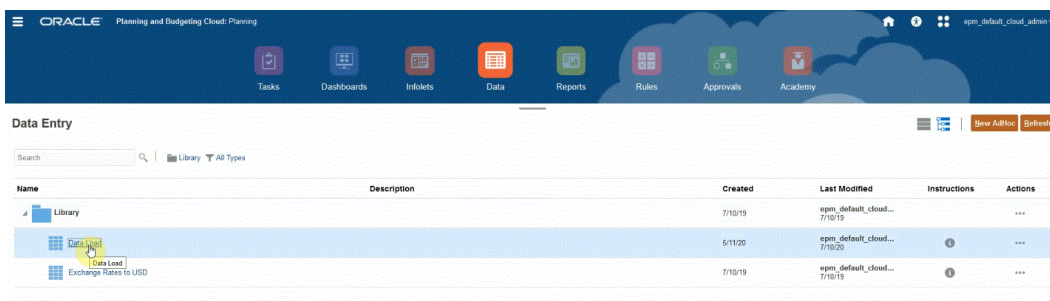 ORACLE® Planning and Budgeting Cloud: Planning
epm_default_cloud_admin
Tasks Dashboards Infolets Data Reports Rules Approvals Academy
Data Entry
New AdHoc Refresh
Search Library All Types
Name Description Created Last Modified Instructions Actions
Library 7/10/19 epm_default_cloud...
7/10/19
Data Load 5/11/20 epm_default_cloud...
7/10/20
Data Load
Exchange Rates to USD 7/10/19 epm_default_cloud...
7/10/19